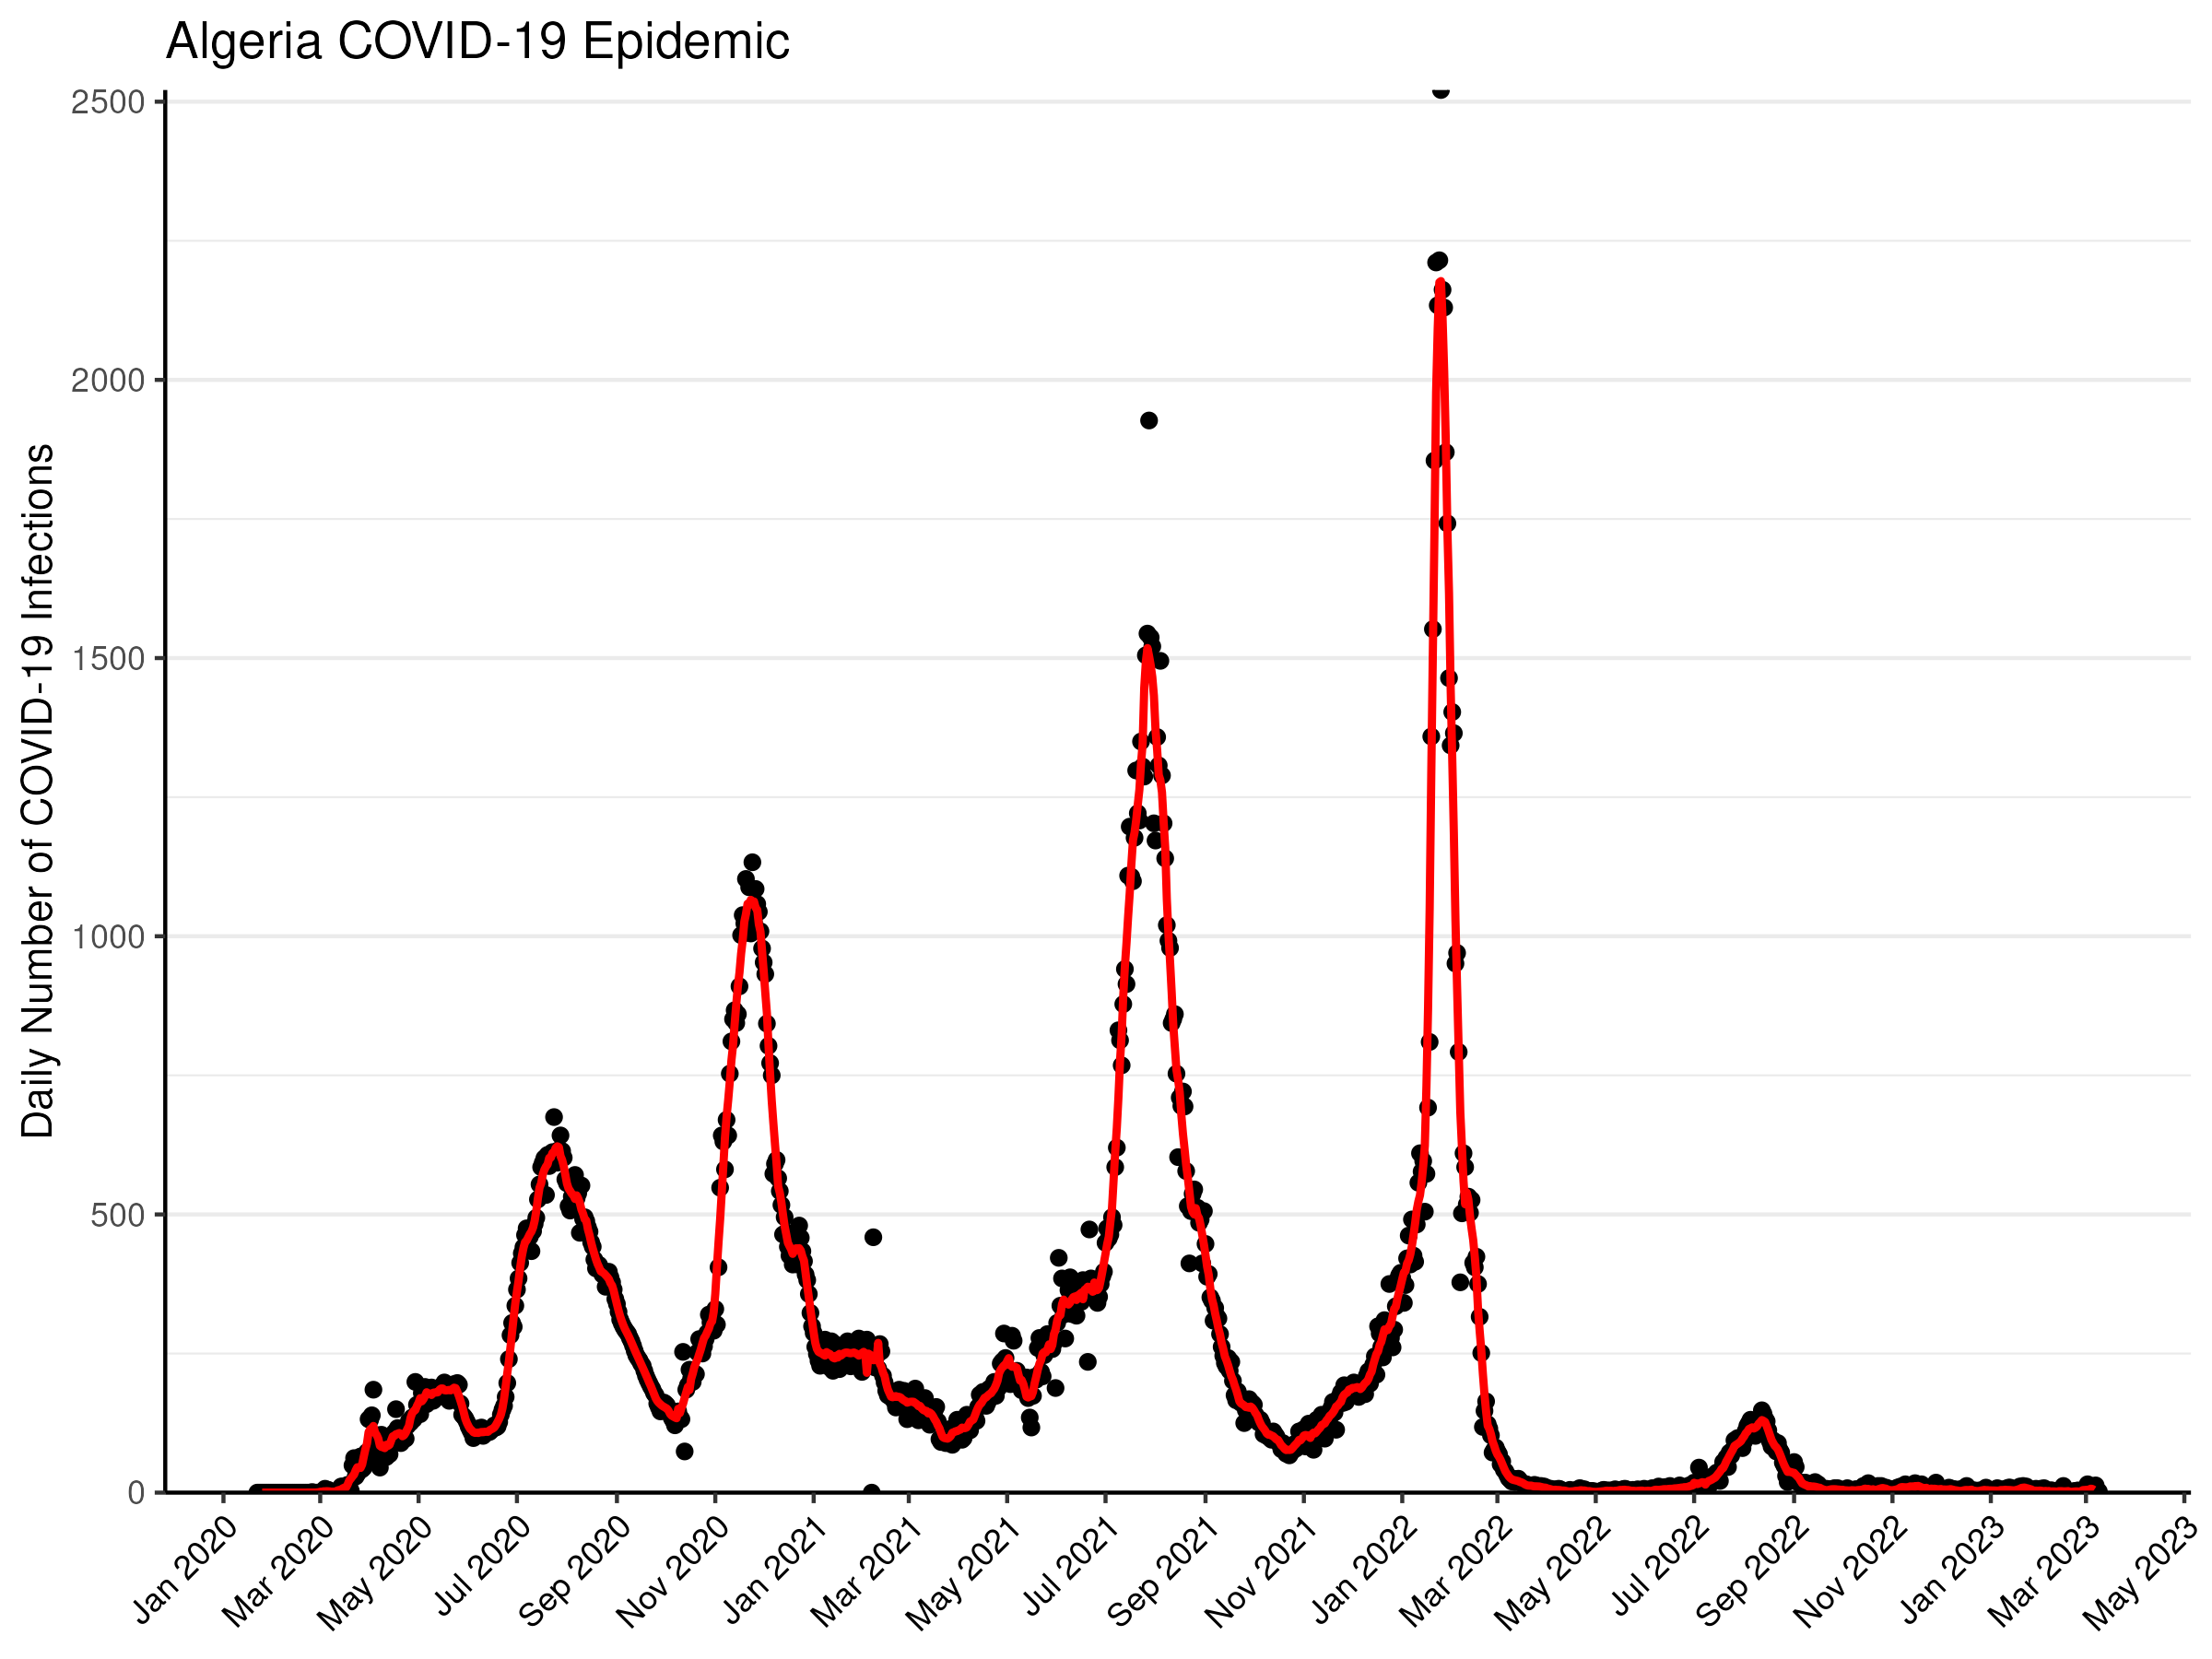 Algeria COVID-19 Epidemic
Daily Number of COVID-19 Infections
2500
2000
1500
1000
500
0
Jan 2020
Mar 2020
May 2020
Jul 2020
Sep 2020
Nov 2020
Jan 2021
Mar 2021
May 2021
Jul 2021
Sep 2021
Nov 2021
Jan 2022
Mar 2022
May 2022
Jul 2022
Sep 2022
Nov 2022
Jan 2023
Mar 2023
May 2023